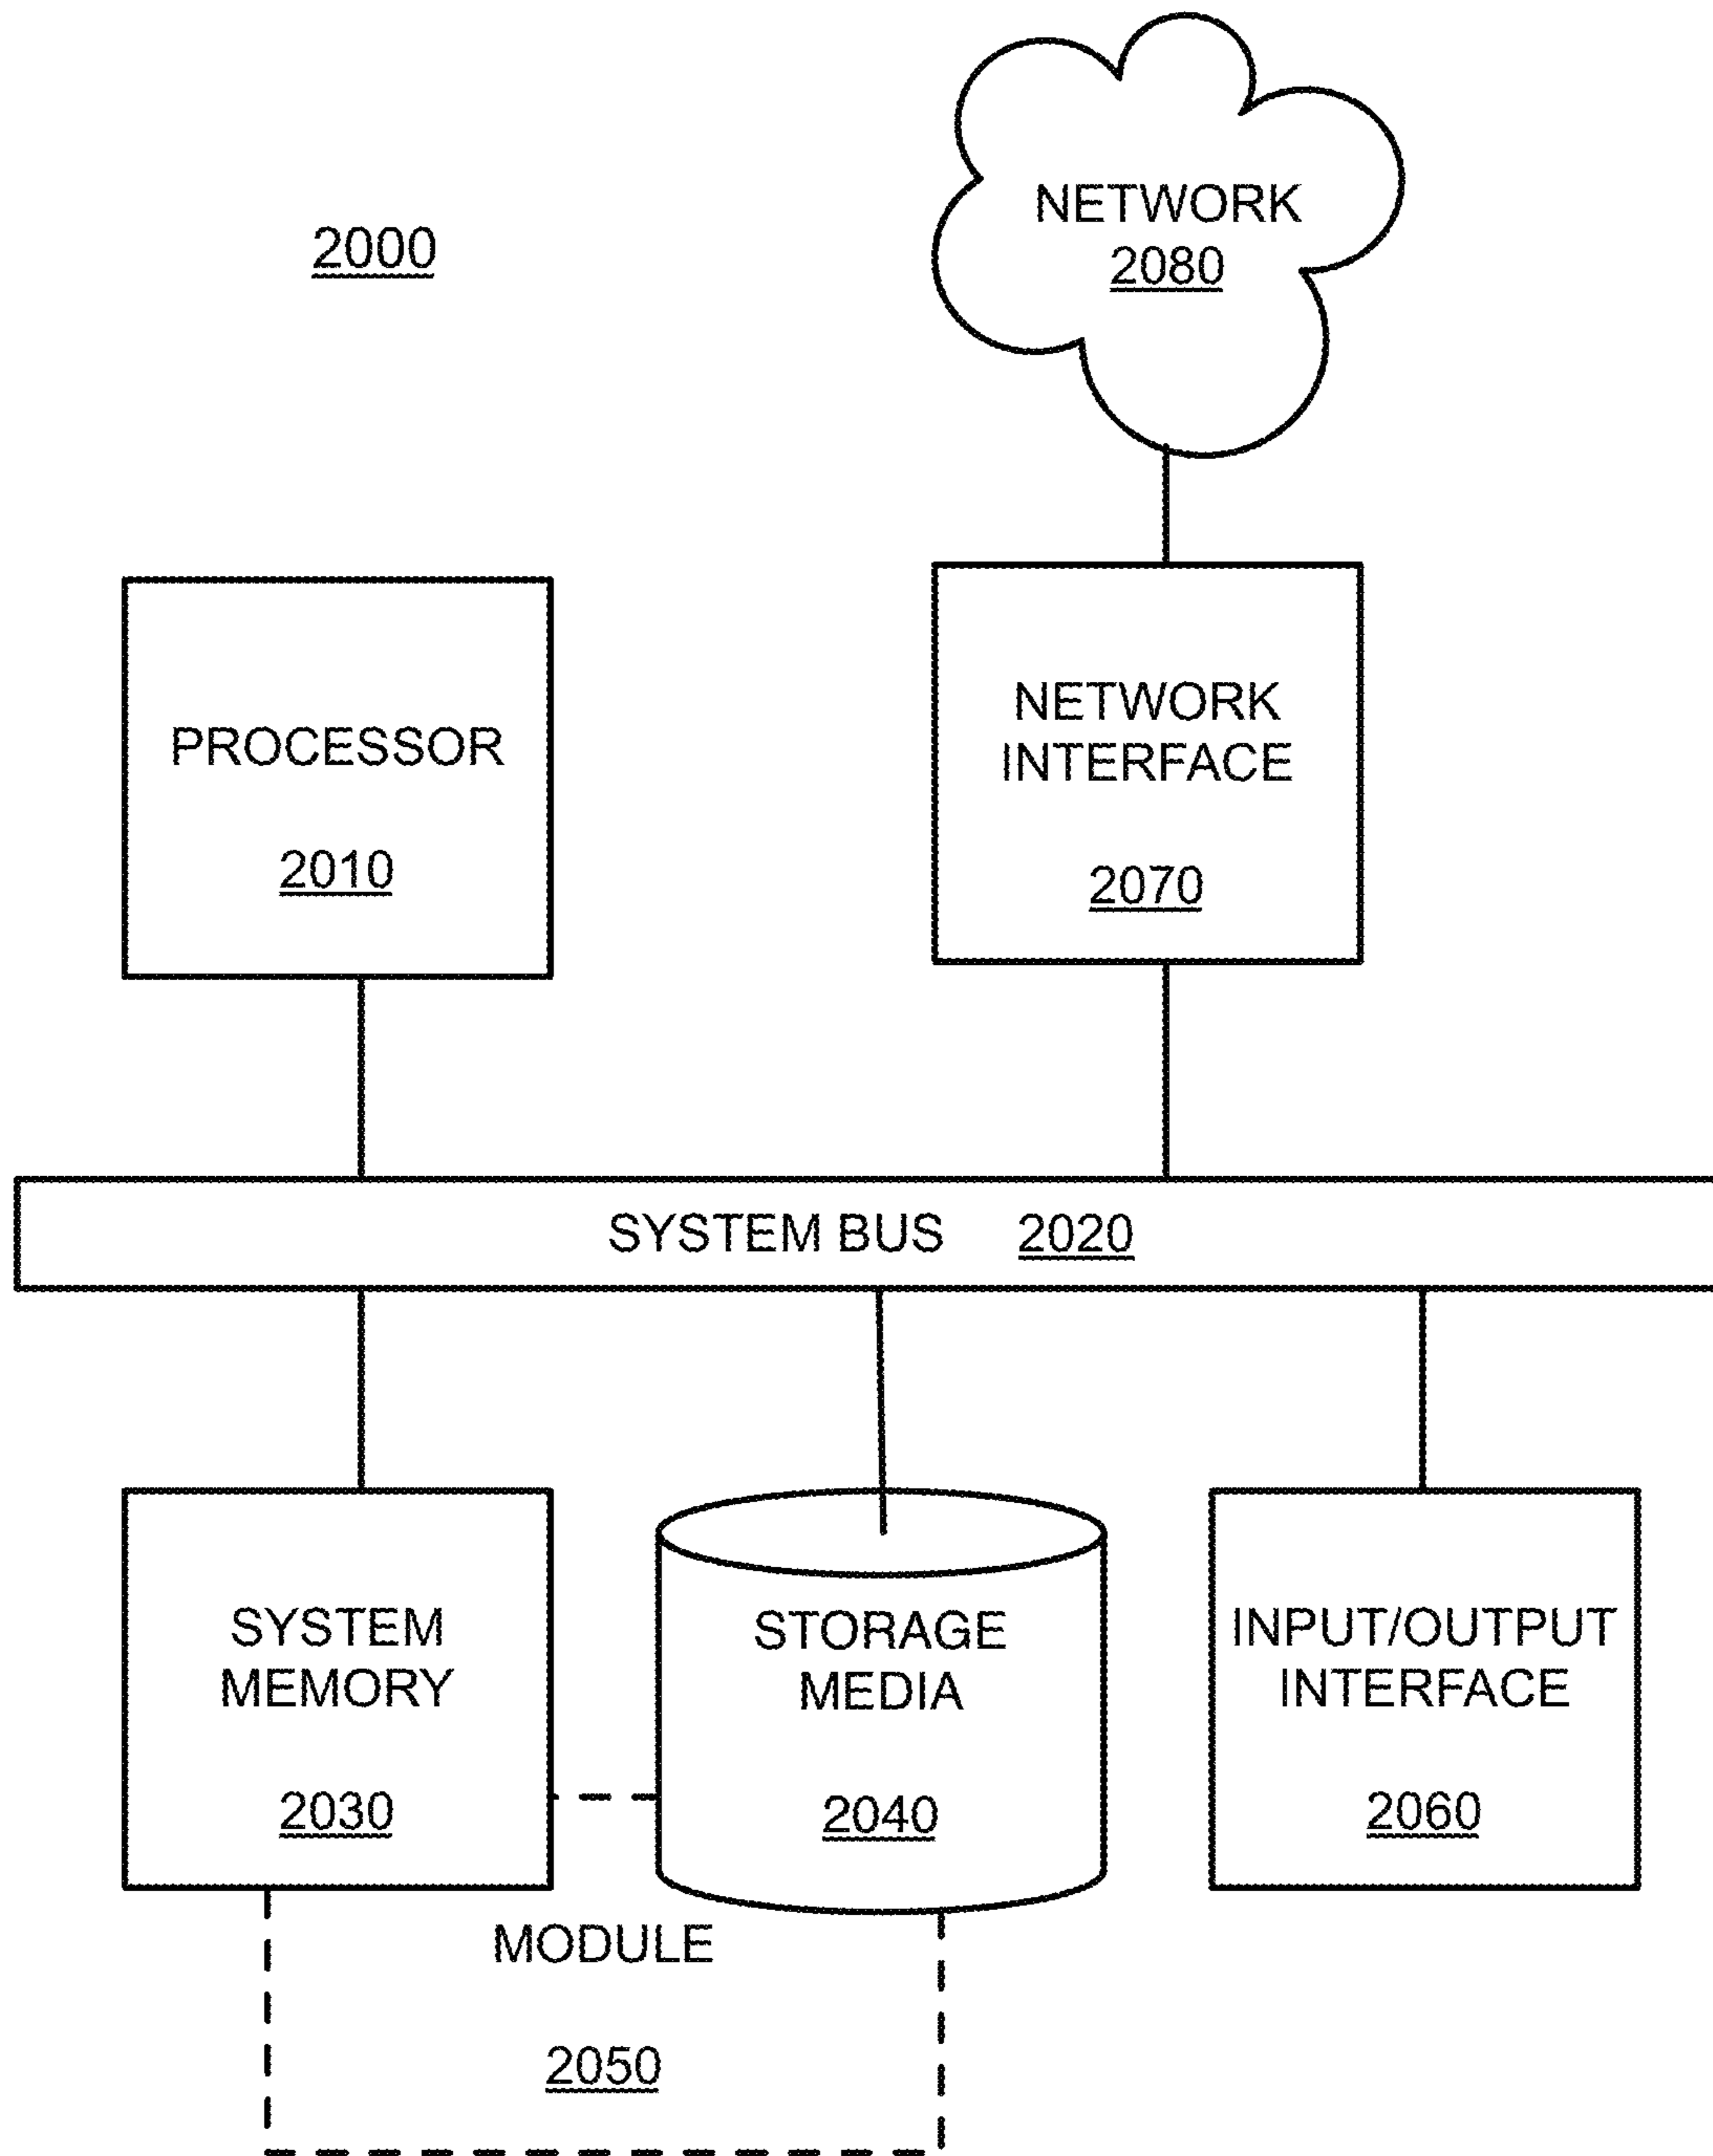 2000
NETWORK
2080
PROCESSOR
2010
NETWORK
INTERFACE
2070
SYSTEM BUS 2020
SYSTEM
MEMORY
2030
STORAGE
MEDIA
2040
INPUT/OUTPUT
INTERFACE
2060
MODULE
2050